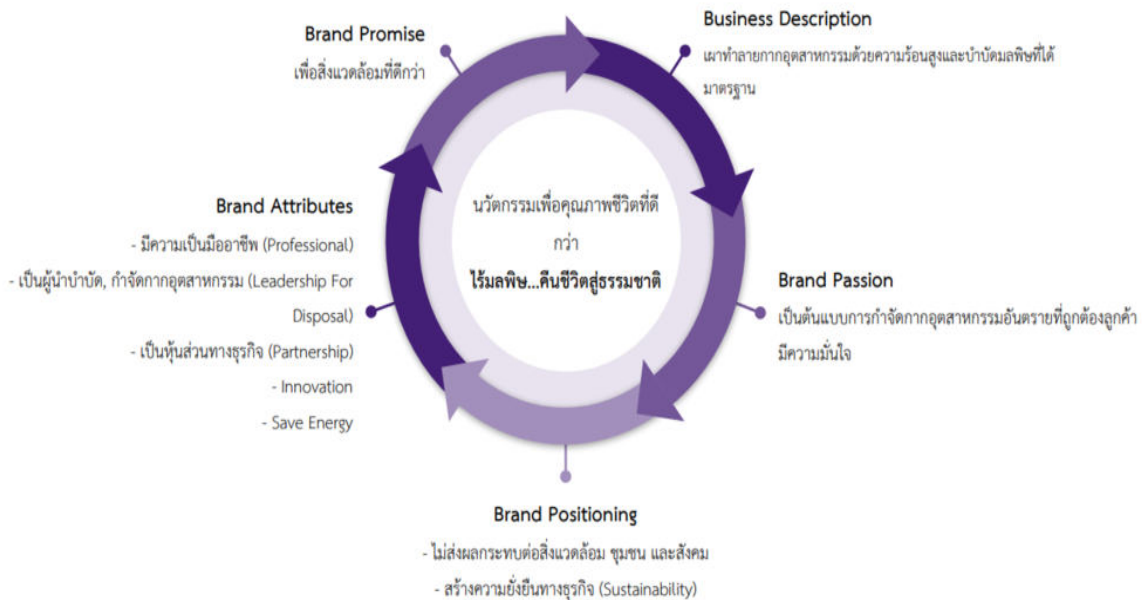 Brand Promise
เพื่อสิ่งแวดล้อมที่ดีกว่า
Business Description
เผาทำลายกากอุตสาหกรรมด้วยความร้อนสูงและบำบัดมลพิษที่ได้
มาตรฐาน
Brand Attributes
- มีความเป็นมืออาชีพ (Professional)
- เป็นผู้นำบำบัด, กำจัดกากอุตสาหกรรม (Leadership For
Disposal)
- เป็นหุ้นส่วนทางธุรกิจ (Partnership)
- Innovation
- Save Energy
นวัตกรรมเพื่อคุณภาพชีวิตที่ดี
กว่า
ไร้มลพิษ...คืนชีวิตสู่ธรรมชาติ
Brand Passion
เป็นต้นแบบการกำจัดกากอุตสาหกรรมอันตรายที่ถูกต้องลูกค้า
มีความมั่นใจ
Brand Positioning
- ไม่ส่งผลกระทบต่อสิ่งแวดล้อม ชุมชน และสังคม
- สร้างความยั่งยืนทางธุรกิจ (Sustainability)